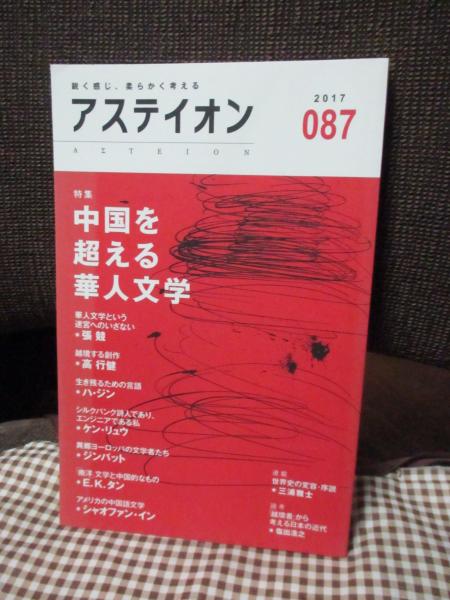 鋭く感じ、柔らかく考える
アステイオン
ΑΣΤΕΙΟΝ
2017
087
特集
中国を
超える
華人文学
華人文学という
迷宮へのいざない
張 競
越境する創作
高 行健
生き残るための言語
ハ・ジン
シルクパンク詩人であり、
エンジニアである私
ケン・リュウ
異郷ヨーロッパの文学者たち
ジンパット
「南洋」文学と中国的なもの
E.K.タン
アメリカの中国語文学
シャオファン・イン
連載
世界史の変容・序説
三浦雅士
論考
「越境者」から
考える日本の近代
塩出浩之